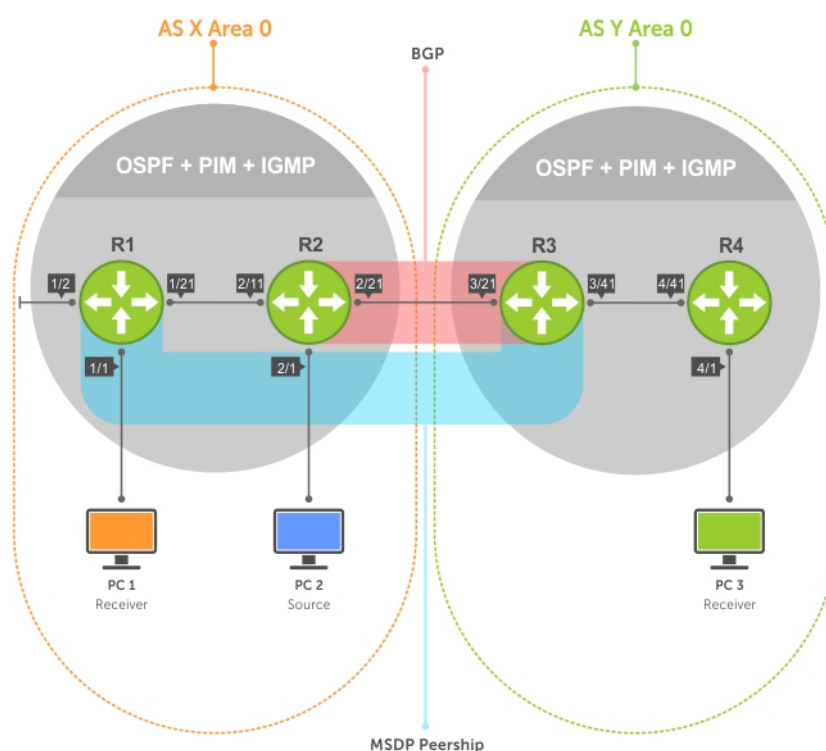 AS X Area 0
AS Y Area 0
BGP
OSPF + PIM + IGMP
OSPF + PIM + IGMP
R1
R2
R3
R4
1/2
1/21
2/11
2/21
3/21
3/41
4/41
1/1
2/1
4/1
PC 1
Receiver
PC 2
Source
PC 3
Receiver
MSDP Peership